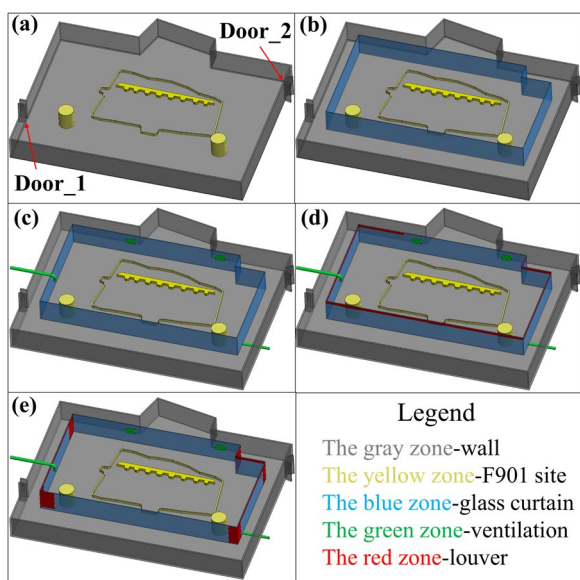 (a)
Door_2
Door_1
(b)
(c)
(d)
(e)
Legend
The gray zone-wall
The yellow zone-F901 site
The blue zone-glass curtain
The green zone-ventilation
The red zone-louver